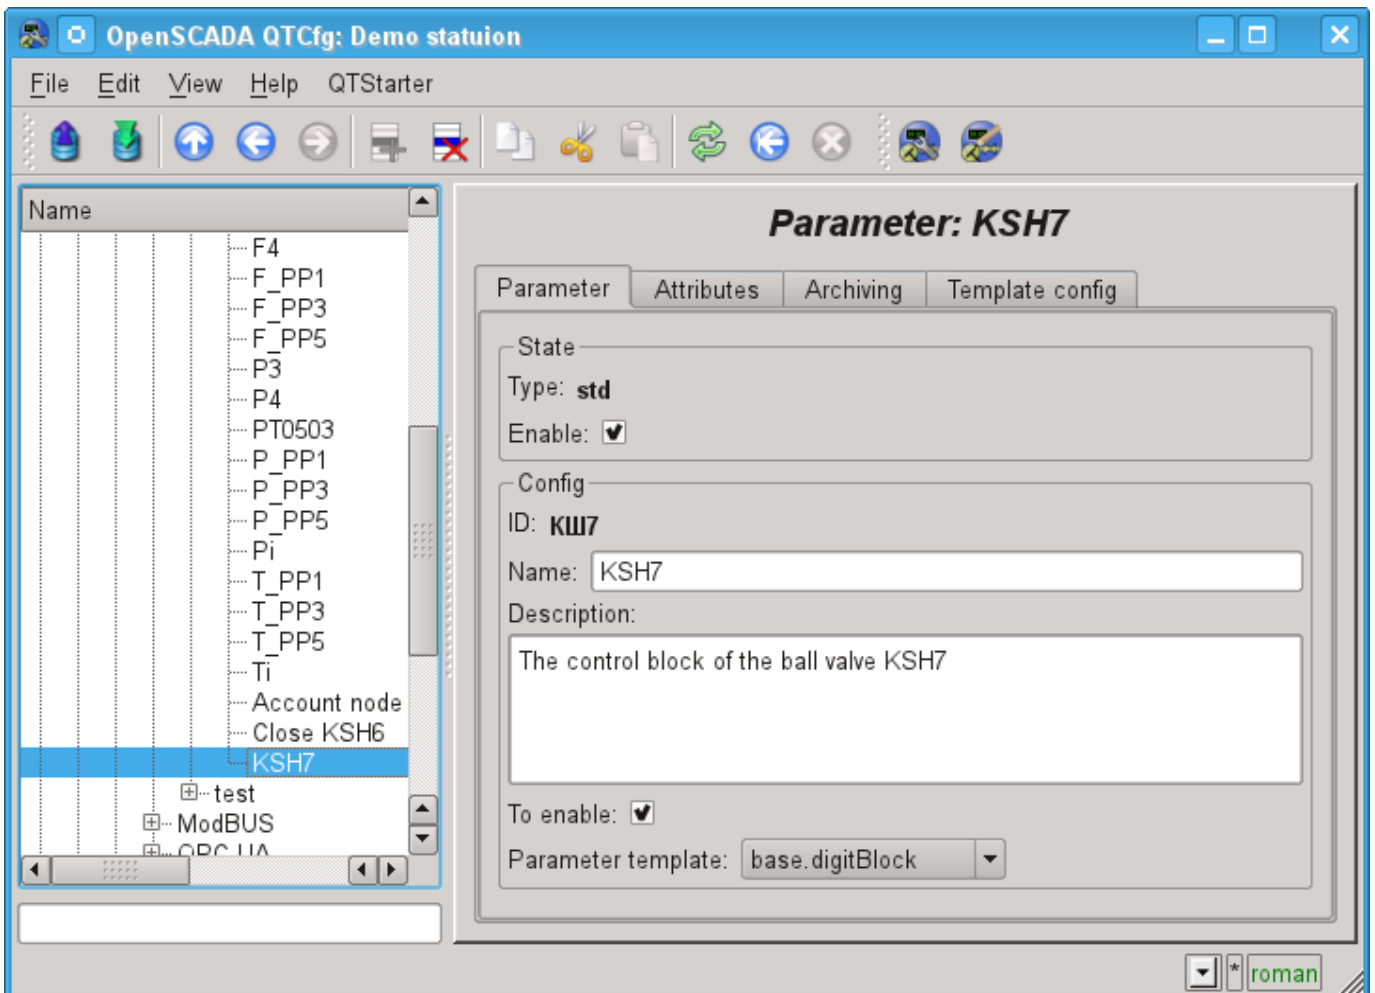 OpenSCADA QTCfg: Demo statuion
File Edit View Help QTStarter
Name
F4
F_PP1
F_PP3
F_PP5
P3
P4
PT0503
P_PP1
P_PP3
P_PP5
Pi
T_PP1
T_PP3
T_PP5
Ti
Account node
Close KSH6
KSH7
test
ModBUS
OPC UA
Parameter: KSH7
Parameter Attributes Archiving Template config
State
Type: std
Enable:
Config
ID: КШ7
Name: KSH7
Description:
The control block of the ball valve KSH7
To enable:
Parameter template: base.digitBlock
* roman